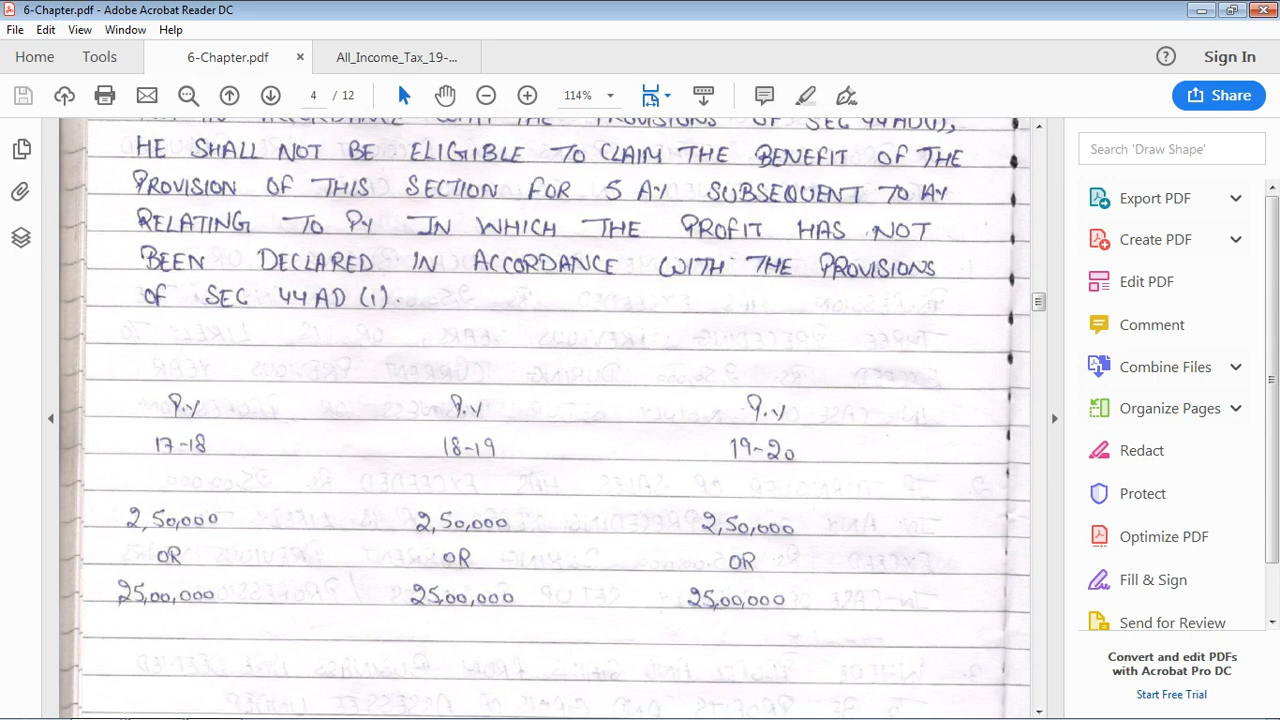 6-Chapter.pdf - Adobe Acrobat Reader DC
File Edit View Window Help
Home Tools 6-Chapter.pdf × All_Income_Tax_19-... Sign In
4 / 12 114% Share
HE SHALL NOT BE ELIGIBLE TO CLAIM THE BENEFIT OF THE
PROVISION OF THIS SECTION FOR 5 AY SUBSEQUENT TO AY
RELATING TO PY IN WHICH THE PROFIT HAS NOT
BEEN DECLARED IN ACCORDANCE WITH THE PROVISIONS
OF SEC 44AD (1).
P.Y P.Y P.Y
17-18 18-19 19-20
2,50,000 2,50,000 2,50,000
OR OR OR
25,00,000 25,00,000 25,00,000
Search 'Draw Shape'
Export PDF
Create PDF
Edit PDF
Comment
Combine Files
Organize Pages
Redact
Protect
Optimize PDF
Fill & Sign
Send for Review
Convert and edit PDFs
with Acrobat Pro DC
Start Free Trial